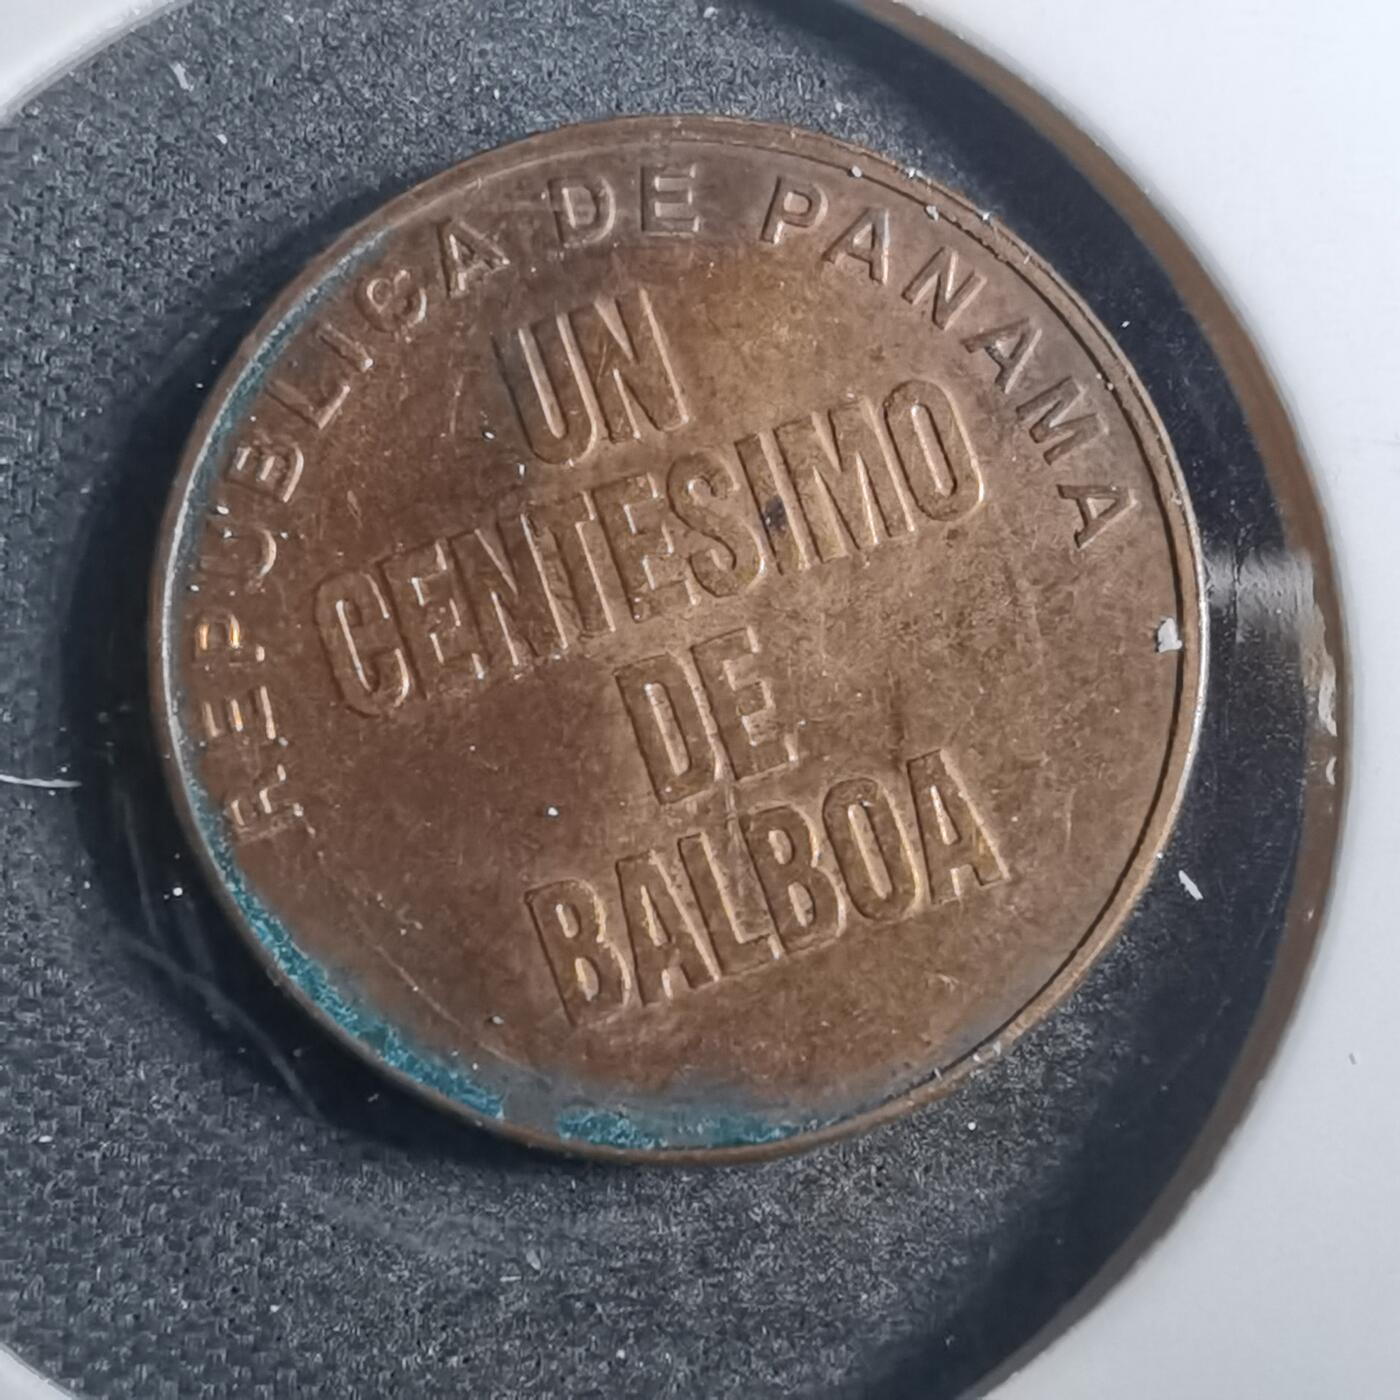 REPUBLICA DE PANAMA
UN
CENTESIMO
DE
BALBOA